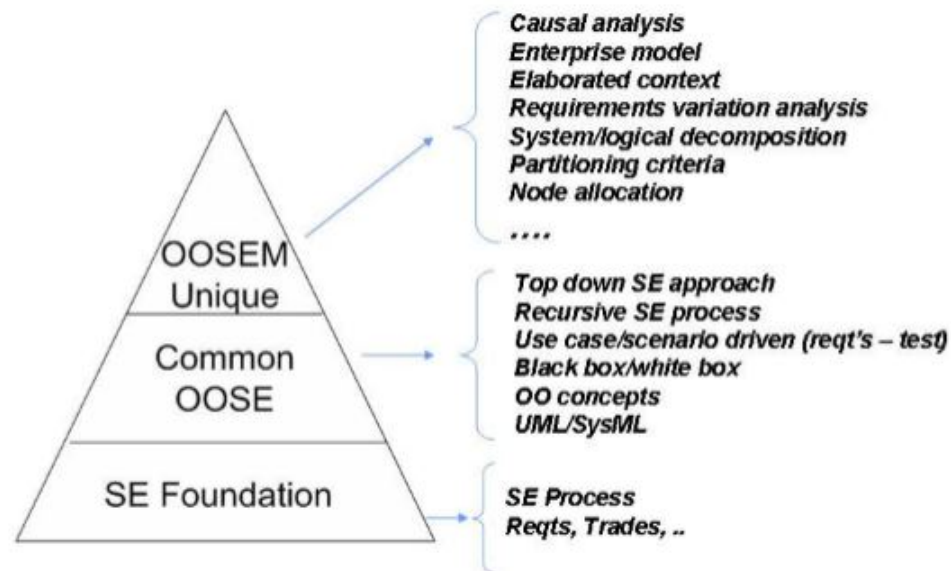 Causal analysis
Enterprise model
Elaborated context
Requirements variation analysis
System/logical decomposition
Partitioning criteria
Node allocation
....
OOSEM
Unique
Top down SE approach
Recursive SE process
Use case/scenario driven (reqt's – test)
Black box/white box
OO concepts
UML/SysML
Common
OOSE
SE Foundation
SE Process
Reqts, Trades, ..